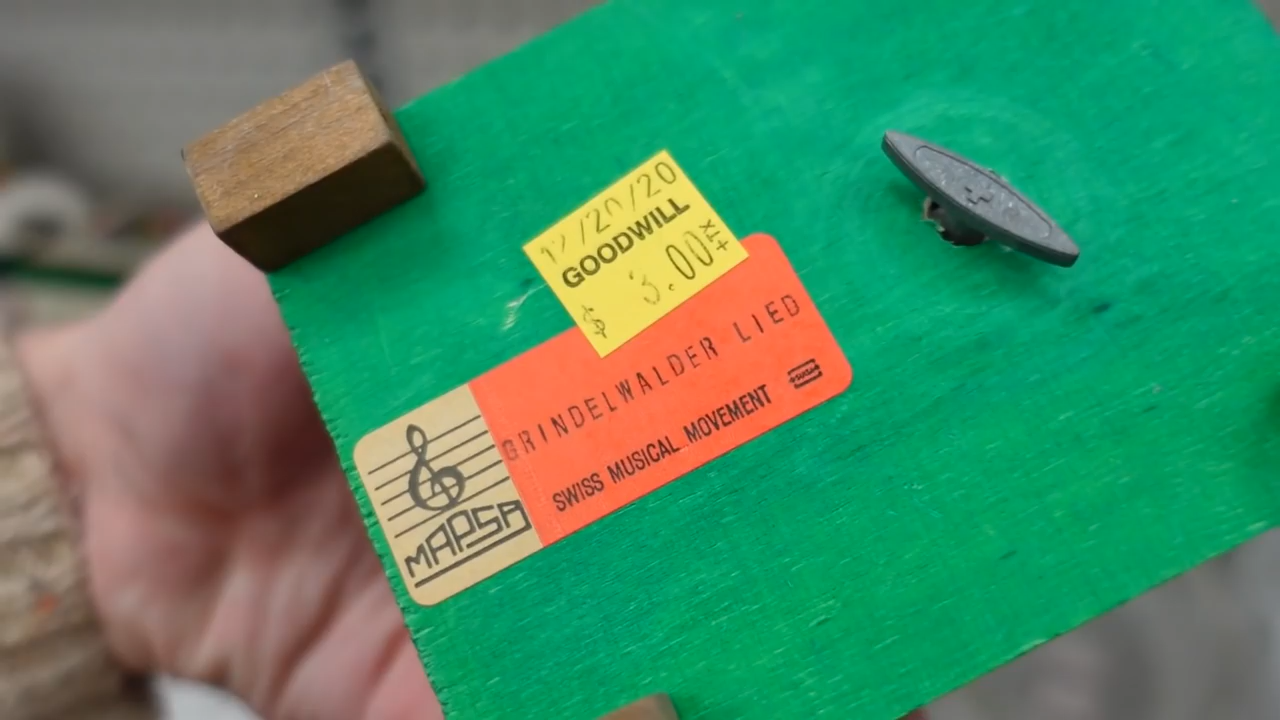 GOODWILL
$ 3.00
GRINDELWALDER LIED
SWISS MUSICAL MOVEMENT
MAPSA